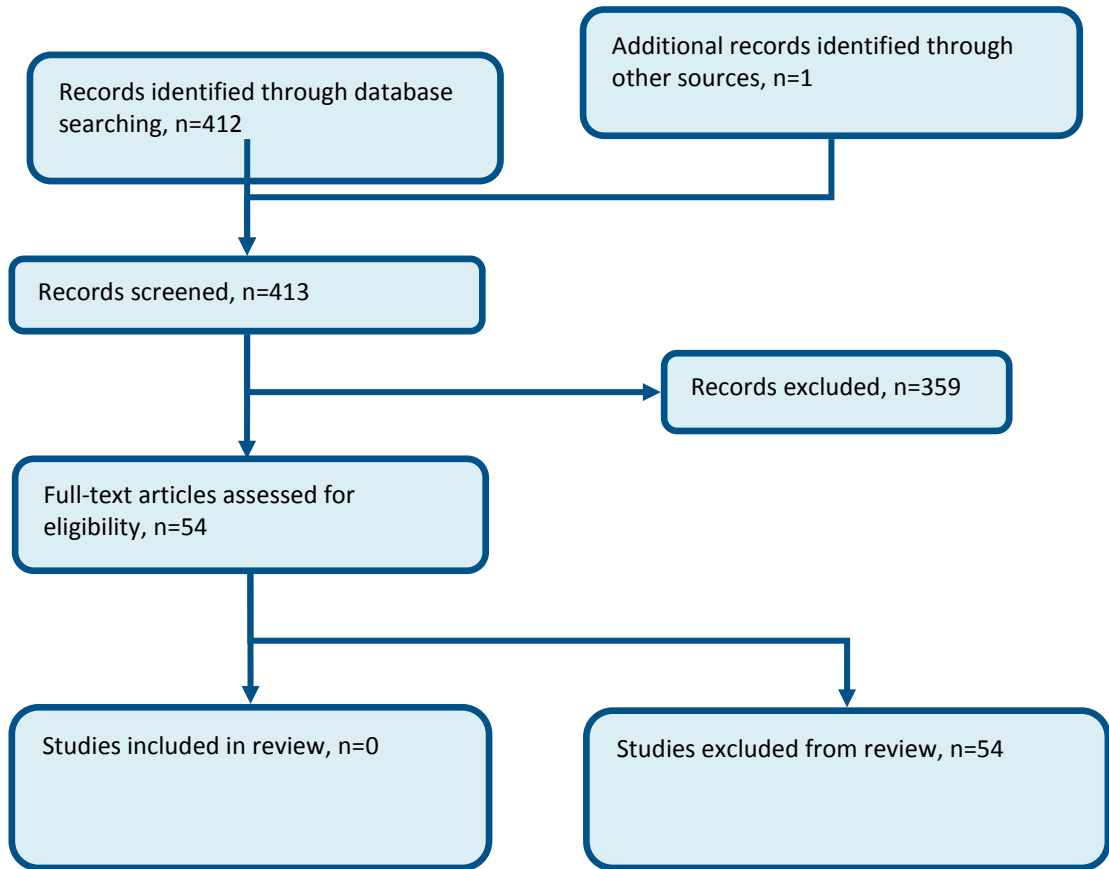 Records identified through database
searching, n=412
Additional records identified through
other sources, n=1
Records screened, n=413
Records excluded, n=359
Full-text articles assessed for
eligibility, n=54
Studies included in review, n=0
Studies excluded from review, n=54